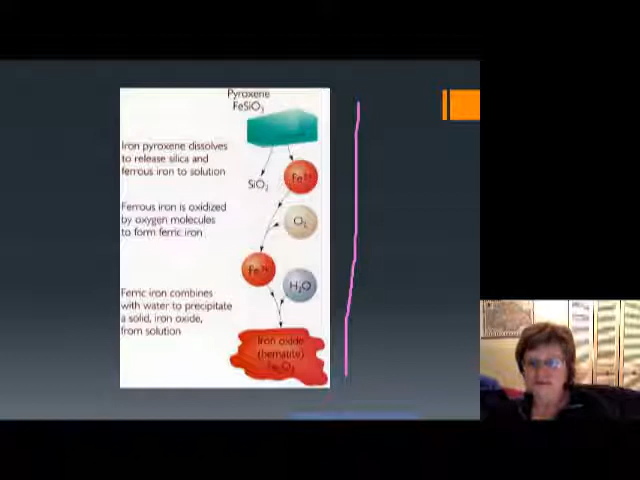 Pyroxene
FeSiO₃
Iron pyroxene dissolves
to release silica and
ferrous iron to solution
Fe²⁺
SiO₂
Ferrous iron is oxidized
by oxygen molecules
to form ferric iron
O₂
Fe³⁺
H₂O
Ferric iron combines
with water to precipitate
a solid, iron oxide,
from solution
Iron oxide
(hematite)
Fe₂O₃